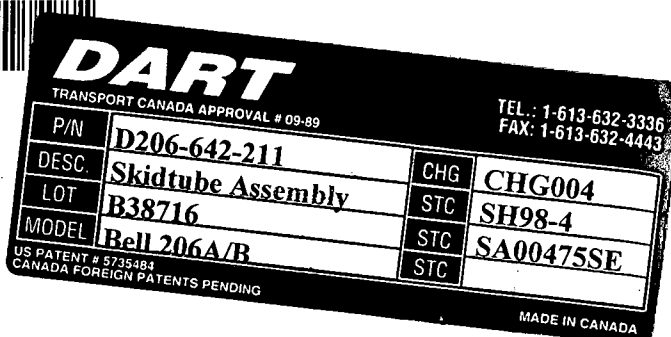 DART
TRANSPORT CANADA APPROVAL # 09-89
TEL.: 1-613-632-3336
FAX: 1-613-632-4443
P/N D206-642-211
DESC. Skidtube Assembly
LOT B38716
MODEL Bell 206A/B
CHG CHG004
STC SH98-4
STC SA00475SE
STC
US PATENT # 5735484
CANADA FOREIGN PATENTS PENDING
MADE IN CANADA